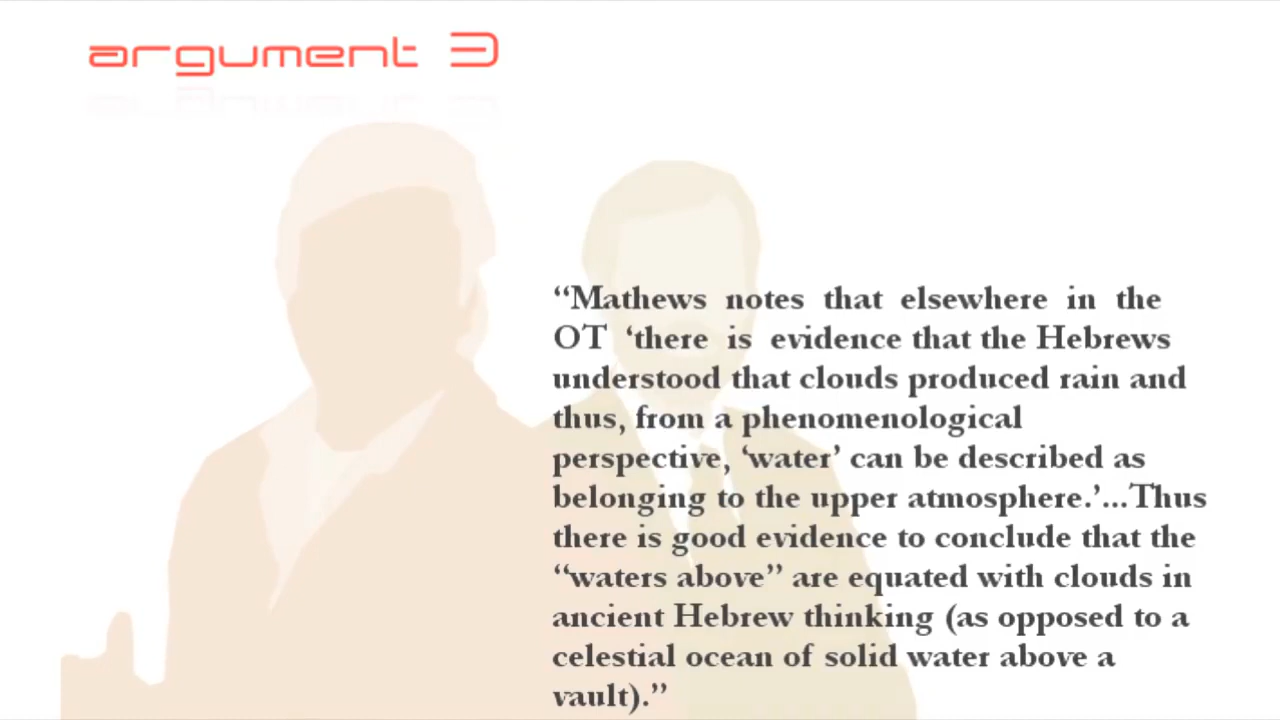 argument 3
“Mathews notes that elsewhere in the
OT ‘there is evidence that the Hebrews
understood that clouds produced rain and
thus, from a phenomenological
perspective, ‘water’ can be described as
belonging to the upper atmosphere.’...Thus
there is good evidence to conclude that the
“waters above” are equated with clouds in
ancient Hebrew thinking (as opposed to a
celestial ocean of solid water above a
vault).”